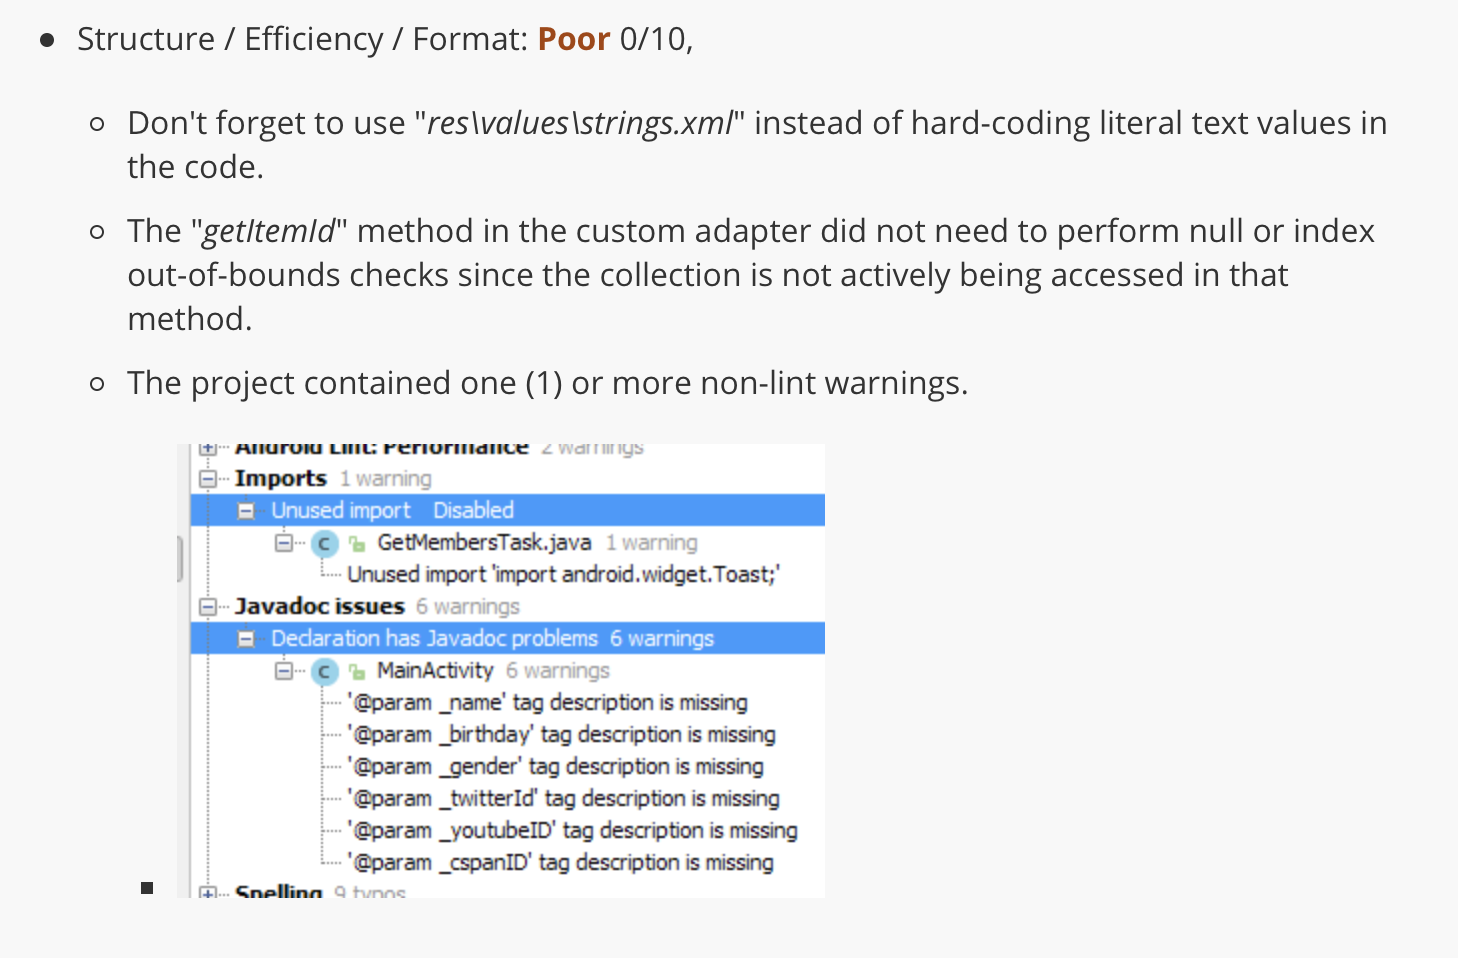 Structure / Efficiency / Format: Poor 0/10,
Don't forget to use "res\values\strings.xml" instead of hard-coding literal text values in
the code.
The "getItemId" method in the custom adapter did not need to perform null or index
out-of-bounds checks since the collection is not actively being accessed in that
method.
The project contained one (1) or more non-lint warnings.
Android Lint: Performance 2 warnings
Imports 1 warning
Unused import Disabled
C GetMembersTask.java 1 warning
Unused import 'import android.widget.Toast;'
Javadoc issues 6 warnings
Declaration has Javadoc problems 6 warnings
C MainActivity 6 warnings
'@param _name' tag description is missing
'@param _birthday' tag description is missing
'@param _gender' tag description is missing
'@param _twitterId' tag description is missing
'@param _youtubeID' tag description is missing
'@param _cspanID' tag description is missing
Spelling 9 typos